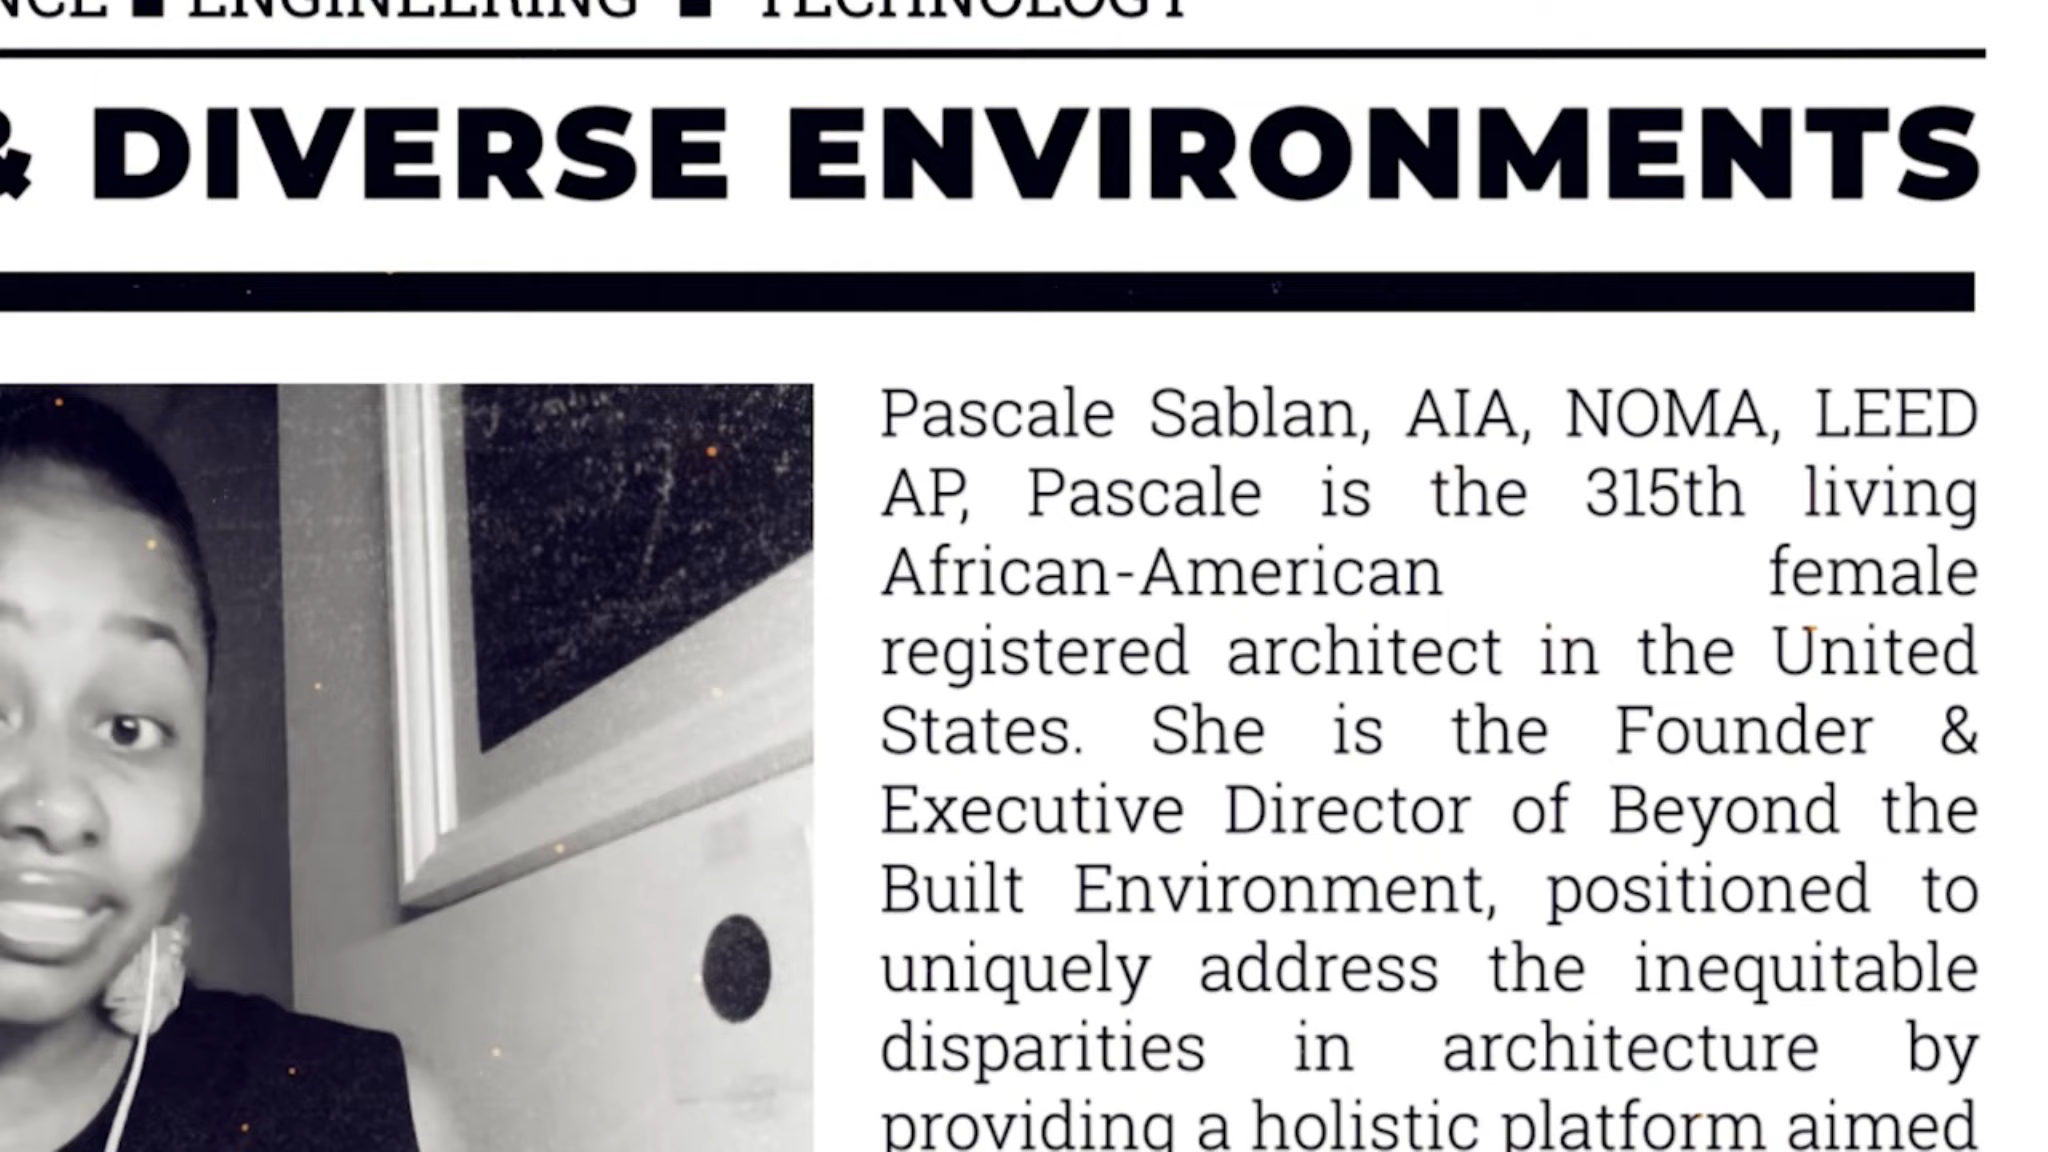 ENGINEERING ■ TECHNOLOGY
& DIVERSE ENVIRONMENTS
Pascale Sablan, AIA, NOMA, LEED
AP, Pascale is the 315th living
African-American female
registered architect in the United
States. She is the Founder &
Executive Director of Beyond the
Built Environment, positioned to
uniquely address the inequitable
disparities in architecture by
providing a holistic platform aimed